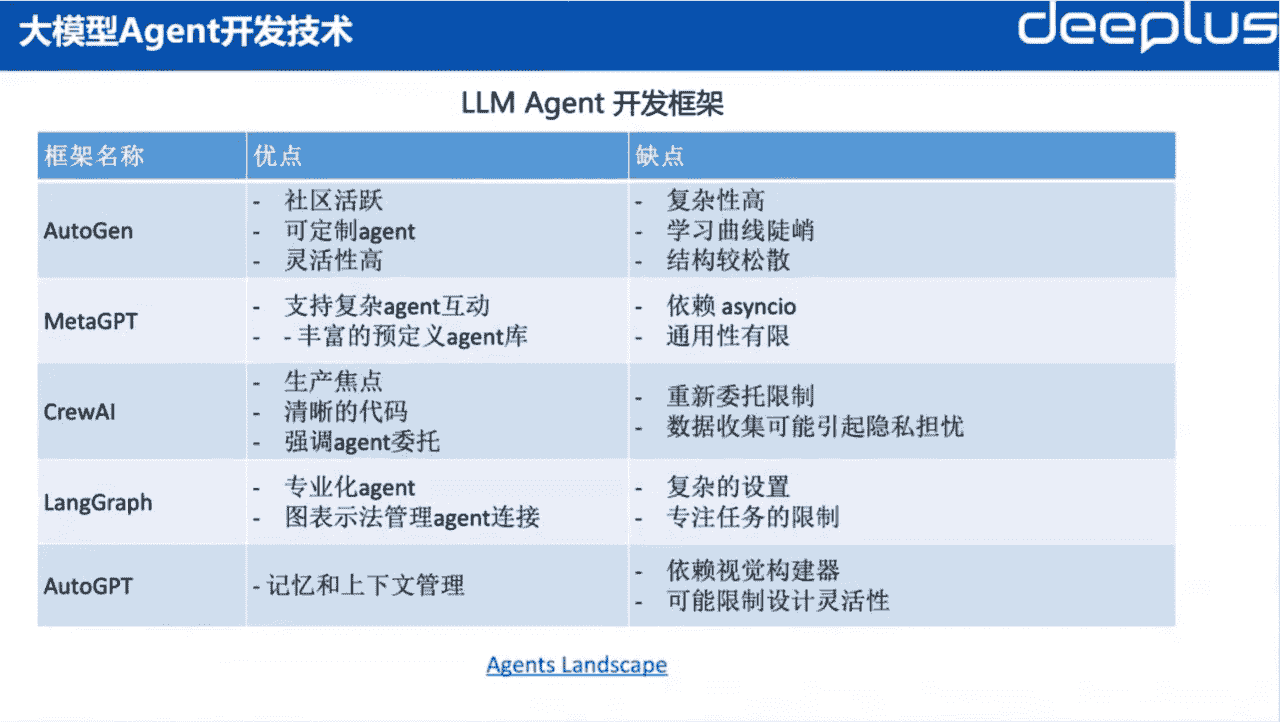 大模型Agent开发技术
deeplus
LLM Agent 开发框架
框架名称 优点 缺点
AutoGen
- 社区活跃
- 可定制agent
- 灵活性高
- 复杂性高
- 学习曲线陡峭
- 结构较松散
MetaGPT
- 支持复杂agent互动
- - 丰富的预定义agent库
- 依赖 asyncio
- 通用性有限
CrewAI
- 生产焦点
- 清晰的代码
- 强调agent委托
- 重新委托限制
- 数据收集可能引起隐私担忧
LangGraph
- 专业化agent
- 图表示法管理agent连接
- 复杂的设置
- 专注任务的限制
AutoGPT
- 记忆和上下文管理
- 依赖视觉构建器
- 可能限制设计灵活性
Agents Landscape